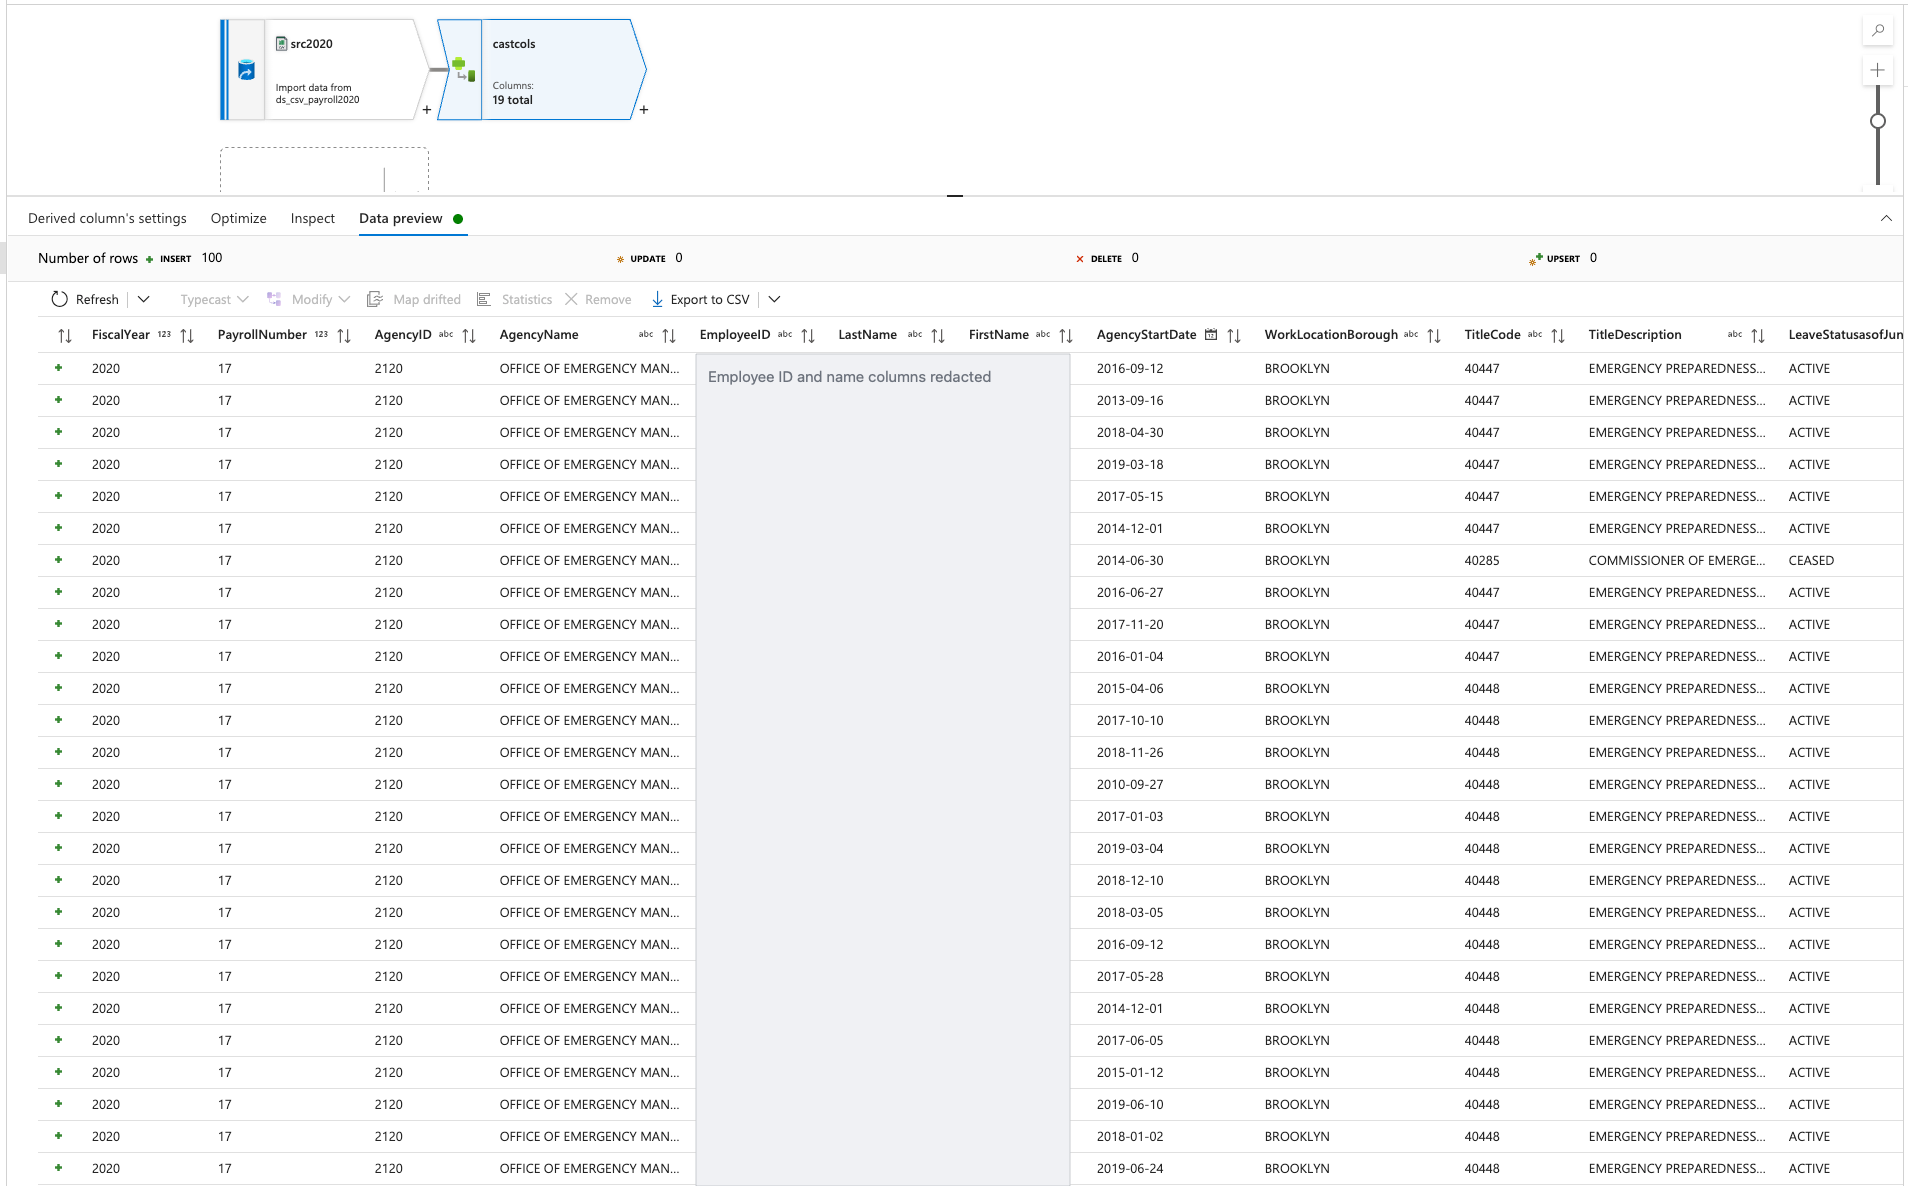 src2020
Import data from
ds_csv_payroll2020
+
castcols
Columns:
19 total
+
Derived column's settings Optimize Inspect Data preview
Number of rows INSERT 100 UPDATE 0 DELETE 0 UPSERT 0
Refresh Typecast Modify Map drifted Statistics Remove Export to CSV
FiscalYear 123 PayrollNumber 123 AgencyID abc AgencyName abc EmployeeID abc LastName abc FirstName abc AgencyStartDate WorkLocationBorough abc TitleCode abc TitleDescription abc LeaveStatusasofJun
Employee ID and name columns redacted
2020 17 2120 OFFICE OF EMERGENCY MAN... 2016-09-12 BROOKLYN 40447 EMERGENCY PREPAREDNESS... ACTIVE
2020 17 2120 OFFICE OF EMERGENCY MAN... 2013-09-16 BROOKLYN 40447 EMERGENCY PREPAREDNESS... ACTIVE
2020 17 2120 OFFICE OF EMERGENCY MAN... 2018-04-30 BROOKLYN 40447 EMERGENCY PREPAREDNESS... ACTIVE
2020 17 2120 OFFICE OF EMERGENCY MAN... 2019-03-18 BROOKLYN 40447 EMERGENCY PREPAREDNESS... ACTIVE
2020 17 2120 OFFICE OF EMERGENCY MAN... 2017-05-15 BROOKLYN 40447 EMERGENCY PREPAREDNESS... ACTIVE
2020 17 2120 OFFICE OF EMERGENCY MAN... 2014-12-01 BROOKLYN 40447 EMERGENCY PREPAREDNESS... ACTIVE
2020 17 2120 OFFICE OF EMERGENCY MAN... 2014-06-30 BROOKLYN 40285 COMMISSIONER OF EMERGE... CEASED
2020 17 2120 OFFICE OF EMERGENCY MAN... 2016-06-27 BROOKLYN 40447 EMERGENCY PREPAREDNESS... ACTIVE
2020 17 2120 OFFICE OF EMERGENCY MAN... 2017-11-20 BROOKLYN 40447 EMERGENCY PREPAREDNESS... ACTIVE
2020 17 2120 OFFICE OF EMERGENCY MAN... 2016-01-04 BROOKLYN 40447 EMERGENCY PREPAREDNESS... ACTIVE
2020 17 2120 OFFICE OF EMERGENCY MAN... 2015-04-06 BROOKLYN 40448 EMERGENCY PREPAREDNESS... ACTIVE
2020 17 2120 OFFICE OF EMERGENCY MAN... 2017-10-10 BROOKLYN 40448 EMERGENCY PREPAREDNESS... ACTIVE
2020 17 2120 OFFICE OF EMERGENCY MAN... 2018-11-26 BROOKLYN 40448 EMERGENCY PREPAREDNESS... ACTIVE
2020 17 2120 OFFICE OF EMERGENCY MAN... 2010-09-27 BROOKLYN 40448 EMERGENCY PREPAREDNESS... ACTIVE
2020 17 2120 OFFICE OF EMERGENCY MAN... 2017-01-03 BROOKLYN 40448 EMERGENCY PREPAREDNESS... ACTIVE
2020 17 2120 OFFICE OF EMERGENCY MAN... 2019-03-04 BROOKLYN 40448 EMERGENCY PREPAREDNESS... ACTIVE
2020 17 2120 OFFICE OF EMERGENCY MAN... 2018-12-10 BROOKLYN 40448 EMERGENCY PREPAREDNESS... ACTIVE
2020 17 2120 OFFICE OF EMERGENCY MAN... 2018-03-05 BROOKLYN 40448 EMERGENCY PREPAREDNESS... ACTIVE
2020 17 2120 OFFICE OF EMERGENCY MAN... 2016-09-12 BROOKLYN 40448 EMERGENCY PREPAREDNESS... ACTIVE
2020 17 2120 OFFICE OF EMERGENCY MAN... 2017-05-28 BROOKLYN 40448 EMERGENCY PREPAREDNESS... ACTIVE
2020 17 2120 OFFICE OF EMERGENCY MAN... 2014-12-01 BROOKLYN 40448 EMERGENCY PREPAREDNESS... ACTIVE
2020 17 2120 OFFICE OF EMERGENCY MAN... 2017-06-05 BROOKLYN 40448 EMERGENCY PREPAREDNESS... ACTIVE
2020 17 2120 OFFICE OF EMERGENCY MAN... 2015-01-12 BROOKLYN 40448 EMERGENCY PREPAREDNESS... ACTIVE
2020 17 2120 OFFICE OF EMERGENCY MAN... 2019-06-10 BROOKLYN 40448 EMERGENCY PREPAREDNESS... ACTIVE
2020 17 2120 OFFICE OF EMERGENCY MAN... 2018-01-02 BROOKLYN 40448 EMERGENCY PREPAREDNESS... ACTIVE
2020 17 2120 OFFICE OF EMERGENCY MAN... 2019-06-24 BROOKLYN 40448 EMERGENCY PREPAREDNESS... ACTIVE